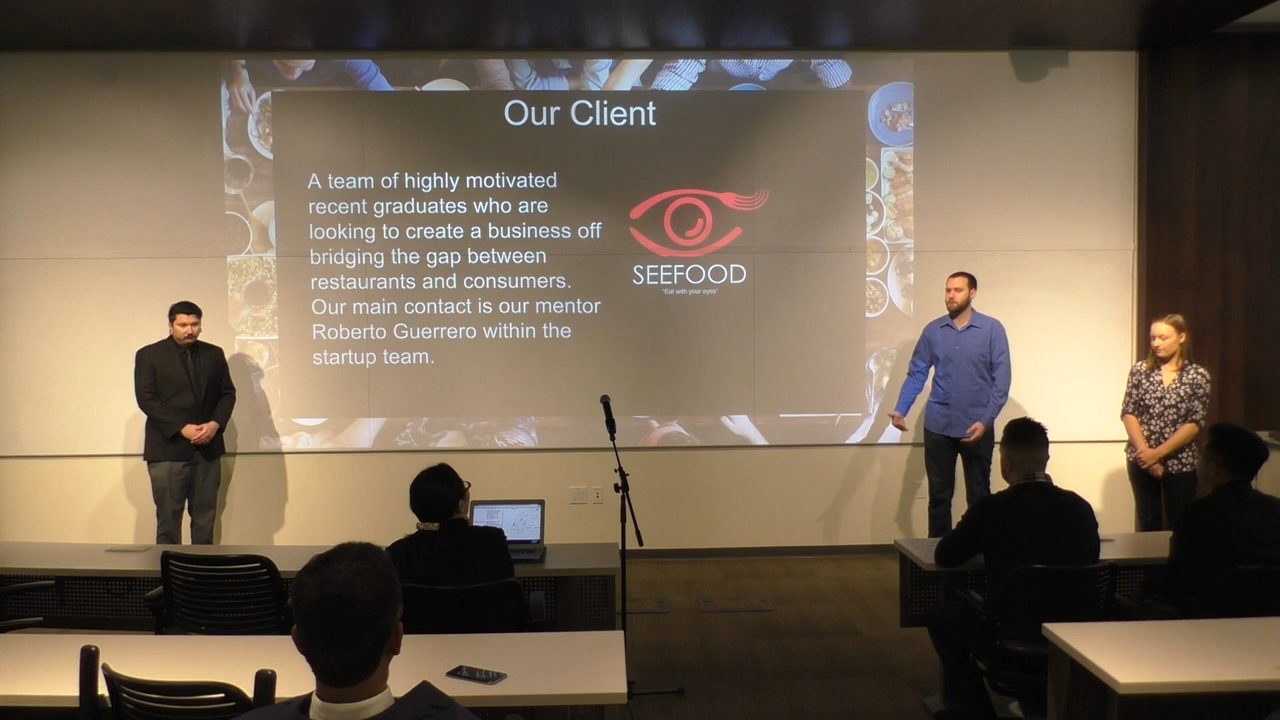 Our Client
A team of highly motivated
recent graduates who are
looking to create a business off
bridging the gap between
restaurants and consumers.
Our main contact is our mentor
Roberto Guerrero within the
startup team.
SEEFOOD
"Eat with your eyes"